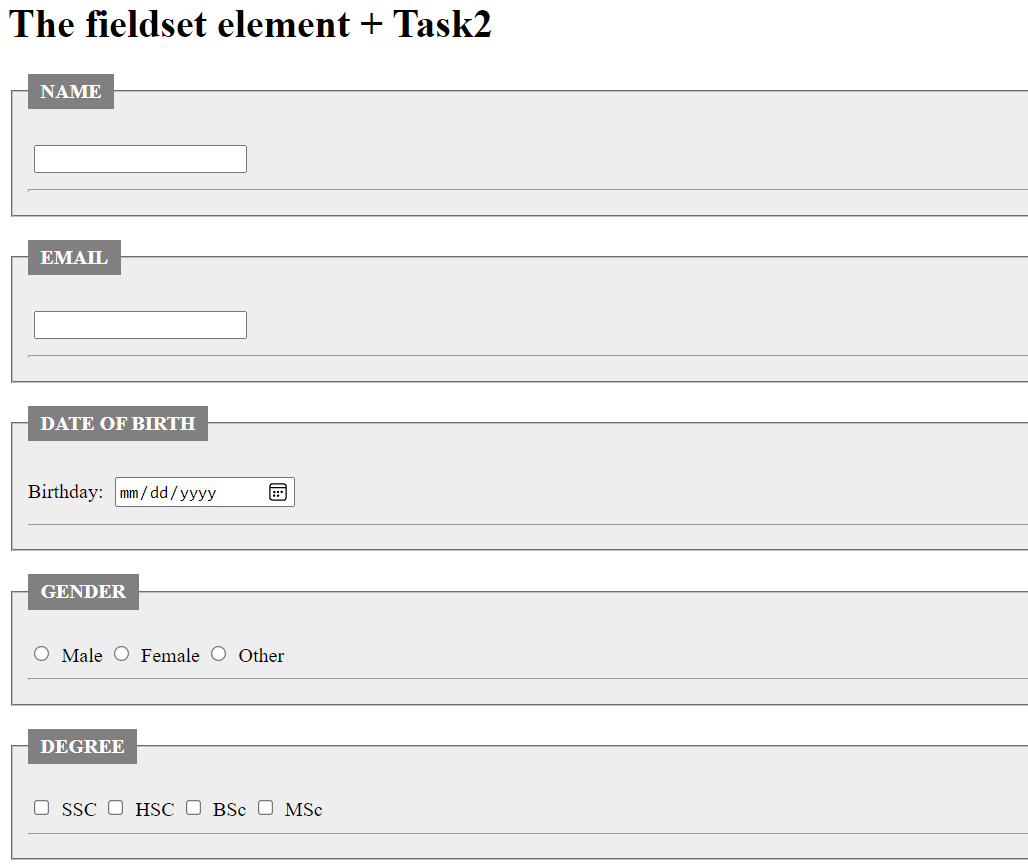 The fieldset element + Task2
NAME
EMAIL
DATE OF BIRTH
Birthday: mm/dd/yyyy
GENDER
Male Female Other
DEGREE
SSC HSC BSc MSc